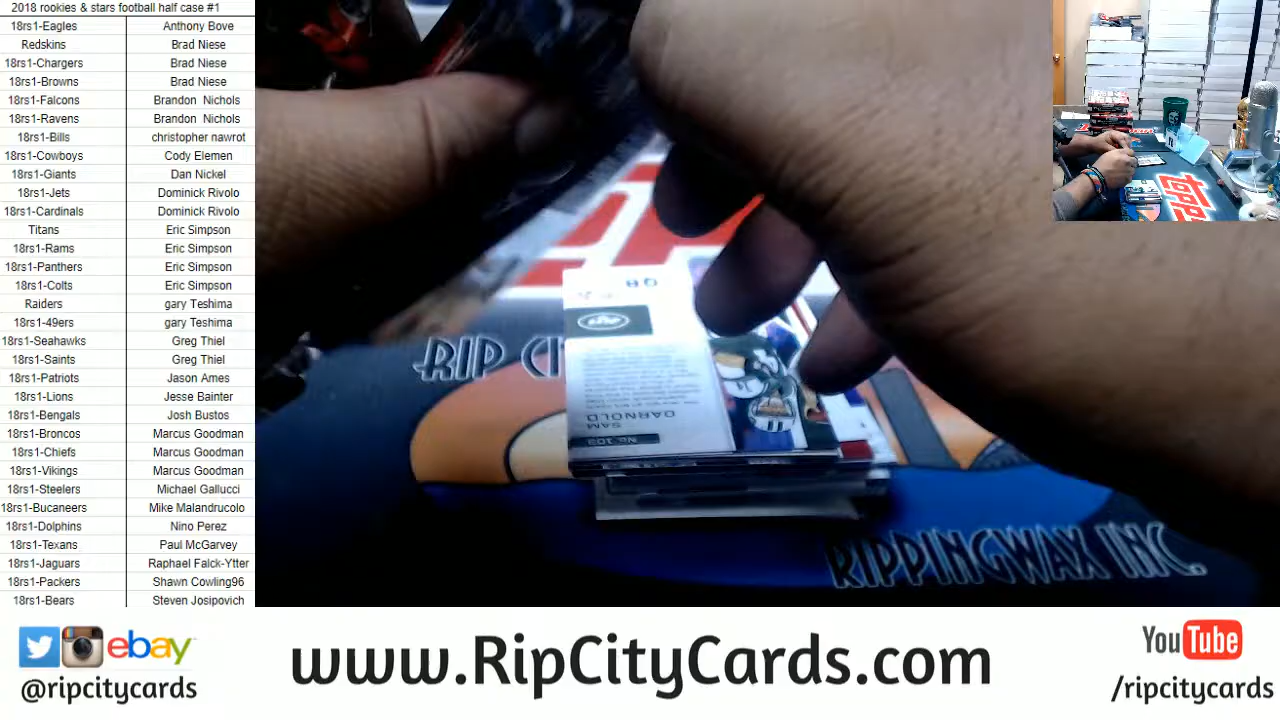 2018 rookies & stars football half case #1
18rs1-Eagles Anthony Bove
Redskins Brad Niese
18rs1-Chargers Brad Niese
18rs1-Browns Brad Niese
18rs1-Falcons Brandon Nichols
18rs1-Ravens Brandon Nichols
18rs1-Bills christopher nawrot
18rs1-Cowboys Cody Elemen
18rs1-Giants Dan Nickel
18rs1-Jets Dominick Rivolo
18rs1-Cardinals Dominick Rivolo
Titans Eric Simpson
18rs1-Rams Eric Simpson
18rs1-Panthers Eric Simpson
18rs1-Colts Eric Simpson
Raiders gary Teshima
18rs1-49ers gary Teshima
18rs1-Seahawks Greg Thiel
18rs1-Saints Greg Thiel
18rs1-Patriots Jason Ames
18rs1-Lions Jesse Bainter
18rs1-Bengals Josh Bustos
18rs1-Broncos Marcus Goodman
18rs1-Chiefs Marcus Goodman
18rs1-Vikings Marcus Goodman
18rs1-Steelers Michael Gallucci
18rs1-Bucaneers Mike Malandrucolo
18rs1-Dolphins Nino Perez
18rs1-Texans Paul McGarvey
18rs1-Jaguars Raphael Falck-Ytter
18rs1-Packers Shawn Cowling96
18rs1-Bears Steven Josipovich
RIP
QB
SAM
DARNOLD
No. 103
RIPPINGWAX INC.
TOPP
ebay
@ripcitycards
www.RipCityCards.com
YouTube
/ripcitycards